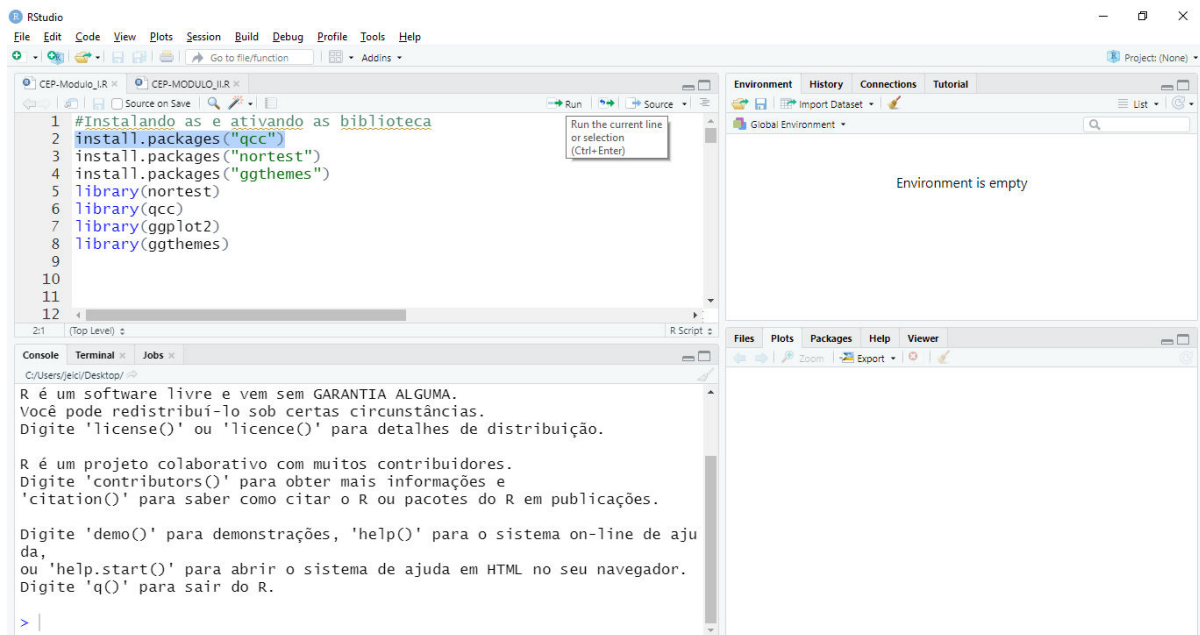 RStudio
File Edit Code View Plots Session Build Debug Profile Tools Help
Go to file/function Addins Project: (None)
CEP-Modulo_I.R CEP-MODULO_II.R
Source on Save Run Source
1 #Instalando as e ativando as biblioteca
2 install.packages("qcc")
3 install.packages("nortest")
4 install.packages("ggthemes")
5 library(nortest)
6 library(qcc)
7 library(ggplot2)
8 library(ggthemes)
9
10
11
12
Run the current line
or selection
(Ctrl+Enter)
2:1 (Top Level) R Script
Console Terminal Jobs
C:/Users/jeici/Desktop/
R é um software livre e vem sem GARANTIA ALGUMA.
Você pode redistribuí-lo sob certas circunstâncias.
Digite 'license()' ou 'licence()' para detalhes de distribuição.
R é um projeto colaborativo com muitos contribuidores.
Digite 'contributors()' para obter mais informações e
'citation()' para saber como citar o R ou pacotes do R em publicações.
Digite 'demo()' para demonstrações, 'help()' para o sistema on-line de aju
da,
ou 'help.start()' para abrir o sistema de ajuda em HTML no seu navegador.
Digite 'q()' para sair do R.
>
Environment History Connections Tutorial
Import Dataset List
Global Environment
Environment is empty
Files Plots Packages Help Viewer
Zoom Export